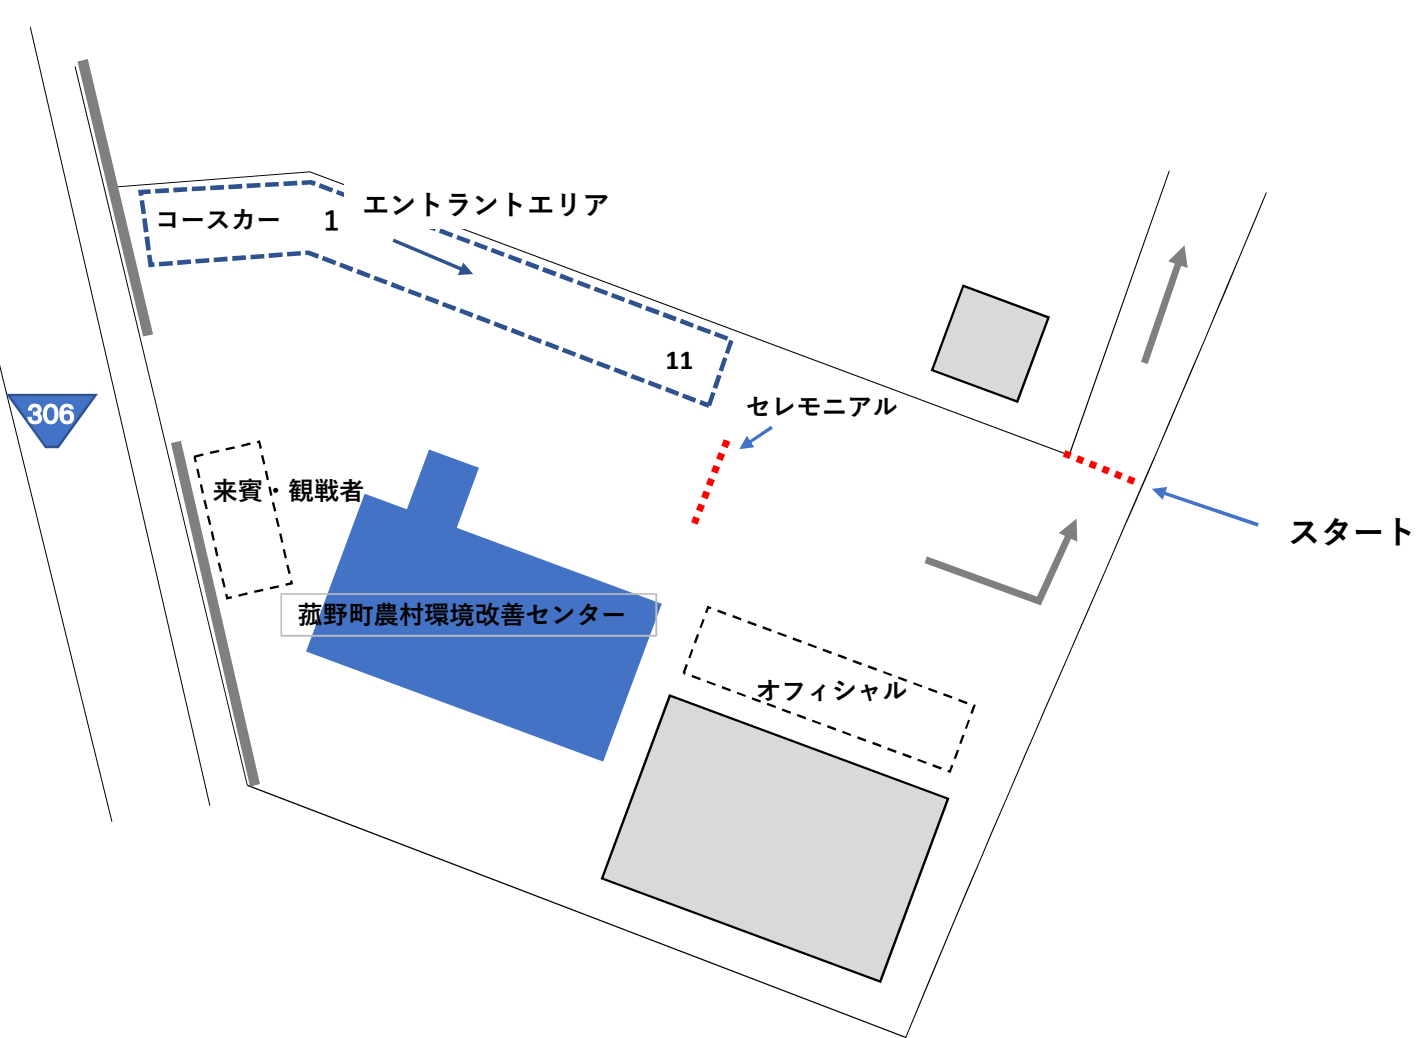 エントラントエリア
コースカー
1
11
306
セレモニアル
来賓・観戦者
スタート
菰野町農村環境改善センター
オフィシャル